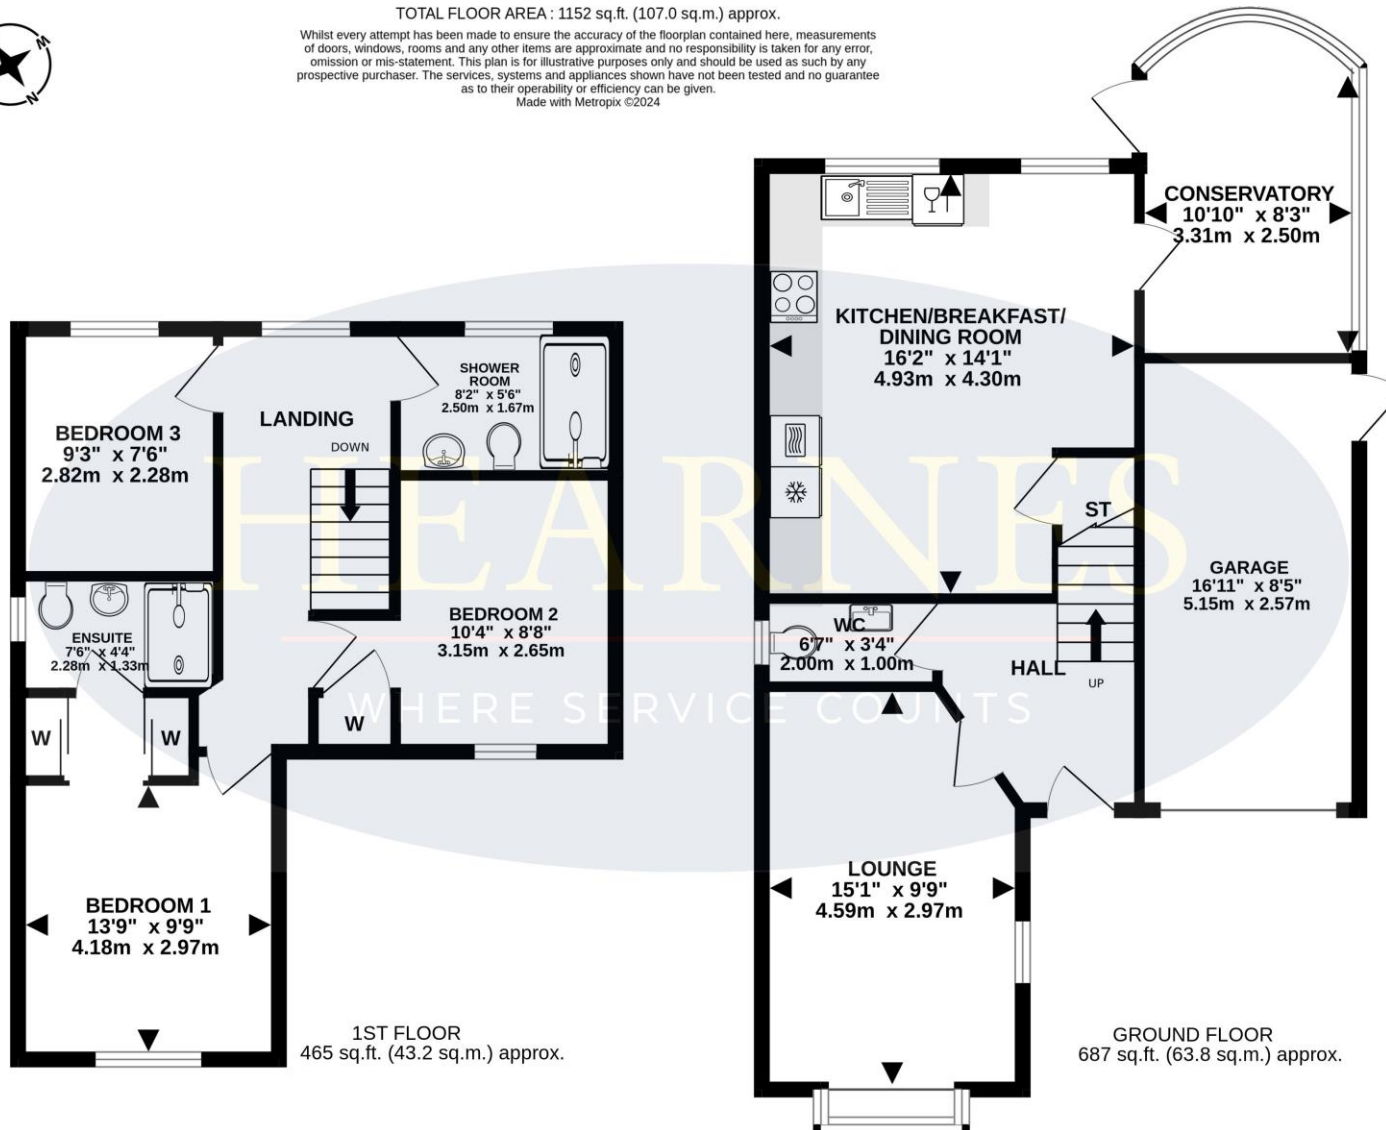 TOTAL FLOOR AREA : 1152 sq.ft. (107.0 sq.m.) approx.
Whilst every attempt has been made to ensure the accuracy of the floorplan contained here, measurements
of doors, windows, rooms and any other items are approximate and no responsibility is taken for any error,
omission or mis-statement. This plan is for illustrative purposes only and should be used as such by any
prospective purchaser. The services, systems and appliances shown have not been tested and no guarantee
as to their operability or efficiency can be given.
Made with Metropix ©2024
W
N
N
CONSERVATORY
10'10" x 8'3"
3.31m x 2.50m
KITCHEN/BREAKFAST/
DINING ROOM
16'2" x 14'1"
4.93m x 4.30m
SHOWER
ROOM
8'2" x 5'6"
2.50m x 1.67m
LANDING
DOWN
BEDROOM 3
9'3" x 7'6"
2.82m x 2.28m
HEARNES
WHERE SERVICE COUNTS
ST
GARAGE
16'11" x 8'5"
5.15m x 2.57m
BEDROOM 2
10'4" x 8'8"
3.15m x 2.65m
ENSUITE
7'6" x 4'4"
2.28m x 1.33m
WC
6'7" x 3'4"
2.00m x 1.00m
HALL
UP
W
W
W
LOUNGE
15'1" x 9'9"
4.59m x 2.97m
BEDROOM 1
13'9" x 9'9"
4.18m x 2.97m
1ST FLOOR
465 sq.ft. (43.2 sq.m.) approx.
GROUND FLOOR
687 sq.ft. (63.8 sq.m.) approx.